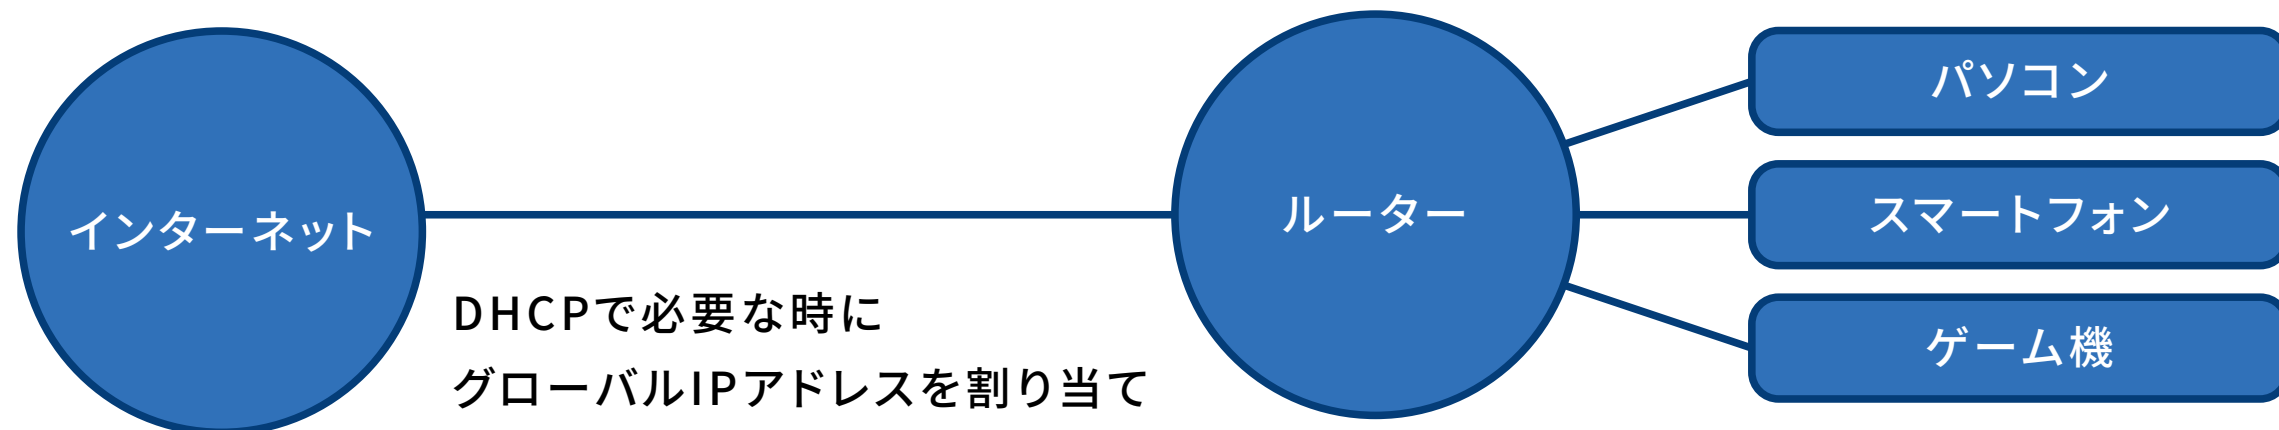 インターネット
DHCPで必要な時に
グローバルIPアドレスを割り当て
ルーター
パソコン
スマートフォン
ゲーム機